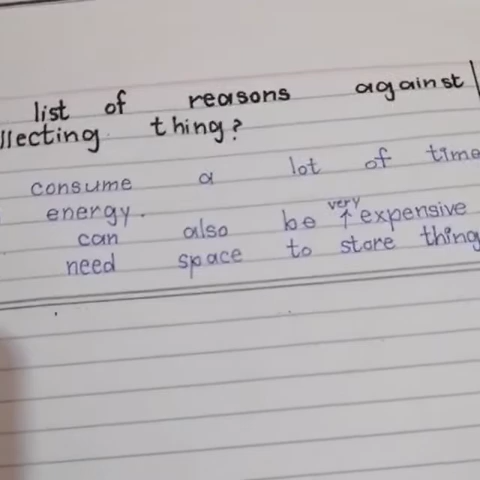 list of reasons against
llecting thing?
consume a lot of time
energy.
can also be very expensive
need space to store thing